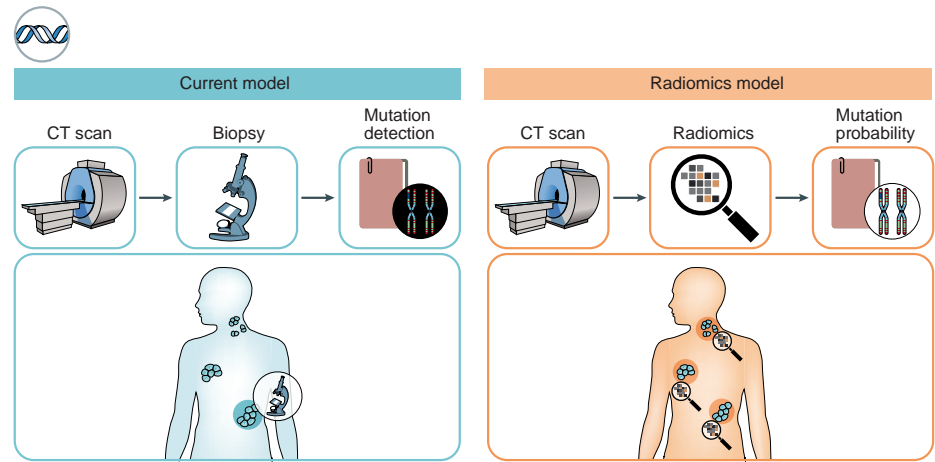 Current model
CT scan
Biopsy
Mutation
detection
Radiomics model
CT scan
Radiomics
Mutation
probability